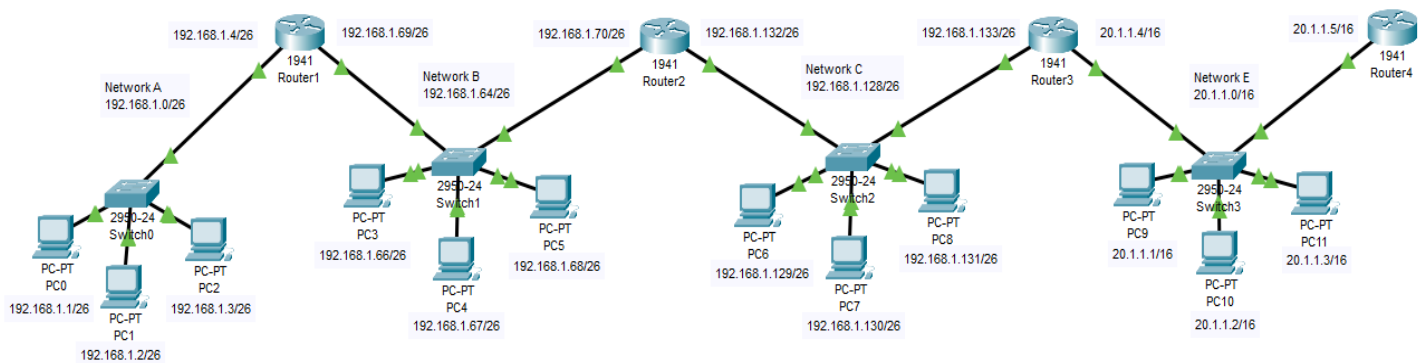 192.168.1.4/26
192.168.1.69/26
1941
Router1
192.168.1.70/26
192.168.1.132/26
1941
Router2
192.168.1.133/26
20.1.1.4/16
1941
Router3
20.1.1.5/16
1941
Router4
Network A
192.168.1.0/26
Network B
192.168.1.64/26
Network C
192.168.1.128/26
Network E
20.1.1.0/16
2950-24
Switch0
PC-PT
PC0
192.168.1.1/26
PC-PT
PC1
192.168.1.2/26
PC-PT
PC2
192.168.1.3/26
2950-24
Switch1
PC-PT
PC3
192.168.1.66/26
PC-PT
PC4
192.168.1.67/26
PC-PT
PC5
192.168.1.68/26
2950-24
Switch2
PC-PT
PC6
192.168.1.129/26
PC-PT
PC7
192.168.1.130/26
PC-PT
PC8
192.168.1.131/26
2950-24
Switch3
PC-PT
PC9
20.1.1.1/16
PC-PT
PC10
20.1.1.2/16
PC-PT
PC11
20.1.1.3/16